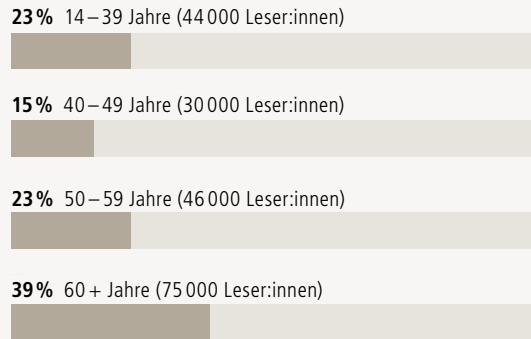 23% 14–39 Jahre (44 000 Leser:innen)
15% 40–49 Jahre (30 000 Leser:innen)
23% 50–59 Jahre (46 000 Leser:innen)
39% 60+ Jahre (75 000 Leser:innen)